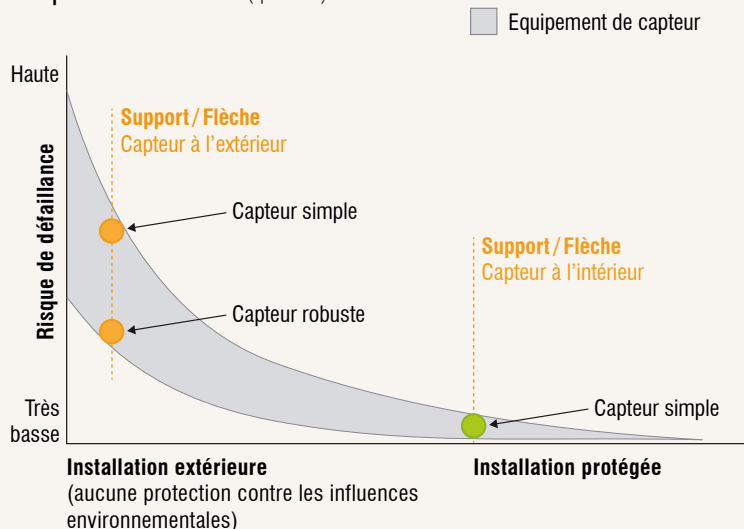 Equipement de capteur
Haute
Support / Flèche
Capteur à l’extérieur
Capteur simple
Support / Flèche
Capteur à l’intérieur
Risque de défaillance
Capteur robuste
Très
basse
Capteur simple
Installation extérieure
(aucune protection contre les influences
environnementales)
Installation protégée